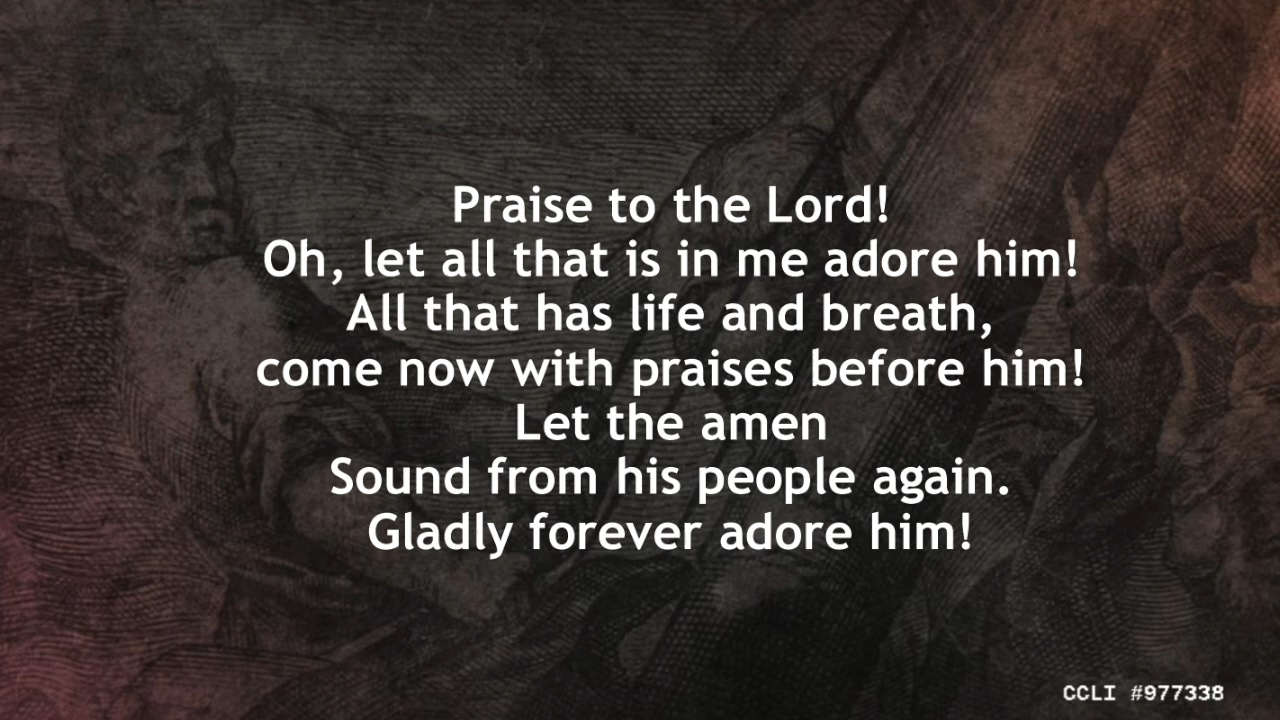 Praise to the Lord!
Oh, let all that is in me adore him!
All that has life and breath,
come now with praises before him!
Let the amen
Sound from his people again.
Gladly forever adore him!
CCLI #977338